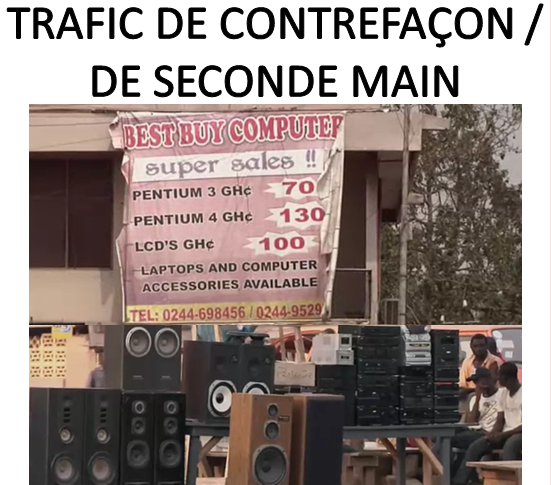 TRAFIC DE CONTREFAÇON /
DE SECONDE MAIN
BEST BUY COMPUTER
super sales !!
PENTIUM 3 GH¢ 70
PENTIUM 4 GH¢ 130
LCD'S GH¢ 100
LAPTOPS AND COMPUTER
ACCESSORIES AVAILABLE
TEL: 0244-698456 / 0244-9529